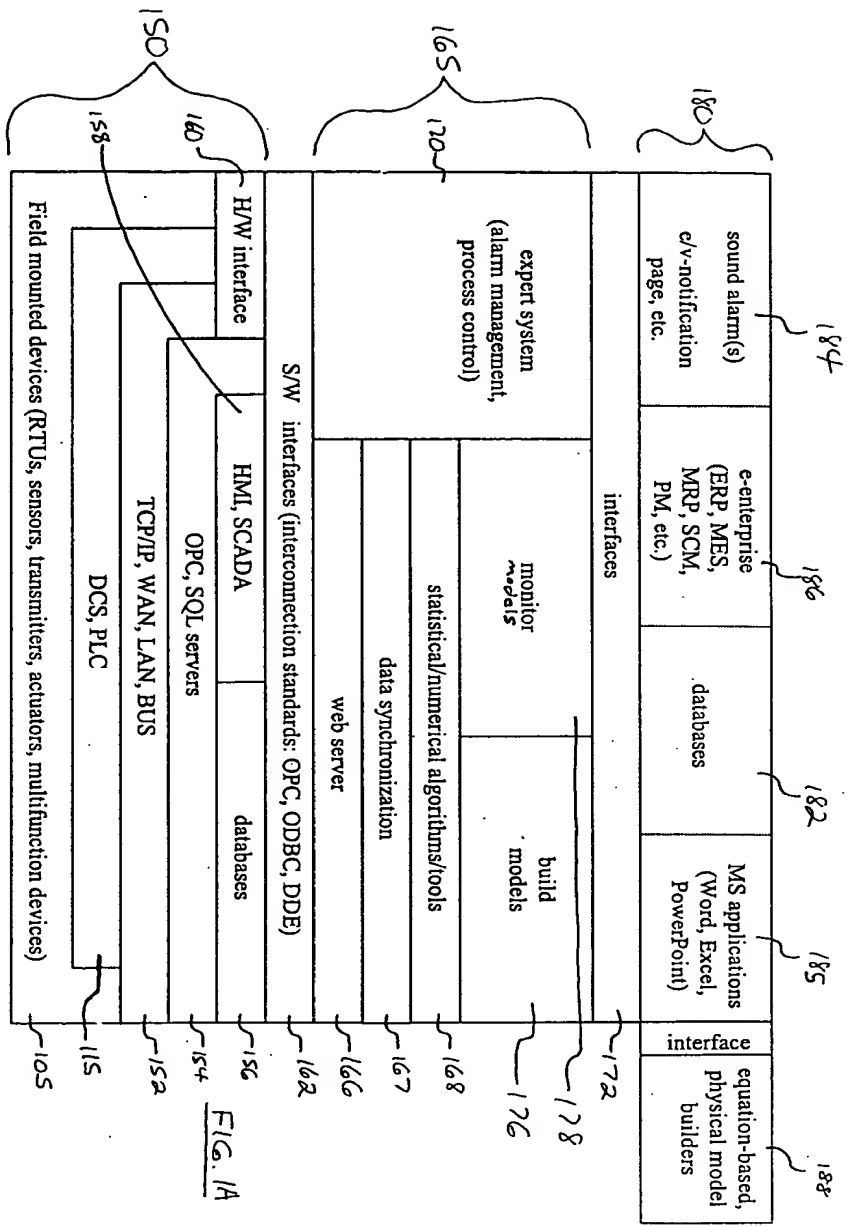 180
184
186
182
185
188
sound alarm(s)
e/v-notification
page, etc.
e-enterprise
(ERP, MES,
MRP, SCM,
PM, etc.)
databases
MS applications
(Word, Excel,
PowerPoint)
interface
equation-based,
physical model
builders
interfaces
172
165
170
expert system
(alarm management,
process control)
monitor
models
build
models
178
176
statistical/numerical algorithms/tools
168
data synchronization
167
web server
166
S/W interfaces (interconnection standards: OPC, ODBC, DDE)
162
150
160
158
H/W interface
HMI, SCADA
databases
156
OPC, SQL servers
154
TCP/IP, WAN, LAN, BUS
152
DCS, PLC
115
Field mounted devices (RTUs, sensors, transmitters, actuators, multifunction devices)
105
FIG. 1A